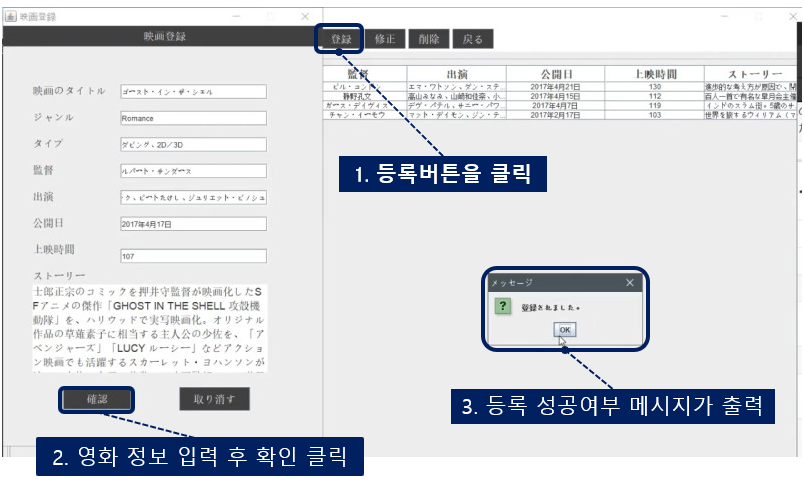 映画登録
映画登録
映画のタイトル
ゴースト・イン・ザ・シェル
ジャンル
Romance
タイプ
ダビング、2D/3D
監督
ルパート・サンダース
出演
ク、ビートたけし、ジュリエット・ビノシュ
公開日
2017年4月17日
上映時間
107
ストーリー
士郎正宗のコミックを押井守監督が映画化したS
Fアニメの傑作「GHOST IN THE SHELL 攻殻機
動隊」を、ハリウッドで実写映画化。オリジナル
作品の草薙素子に相当する主人公の少佐を、「ア
ベンジャーズ」「LUCY ルーシー」などアクショ
ン映画でも活躍するスカーレット・ヨハンソンが
確認 取り消す
2. 영화 정보 입력 후 확인 클릭
登録 修正 削除 戻る
監督 出演 公開日 上映時間 ストーリー
ビル・コンドン エマ・ワトソン、ダン・ステ... 2017年4月21日 130 進歩的な考え方が原因で、閉
静野孔文 高山みなみ、山崎和佳奈、小... 2017年4月15日 112 百人一首で有名な皐月会主催
ガース・デイヴィス デヴ・パテル、サニー・パワ... 2017年4月7日 119 インドのスラム街。5歳のサ
チャン・イーモウ マット・デイモン、ジン・テ... 2017年2月17日 103 世界を旅するウィリアム(マ
1. 등록버튼을 클릭
メッセージ
登録されました。
OK
3. 등록 성공여부 메시지가 출력